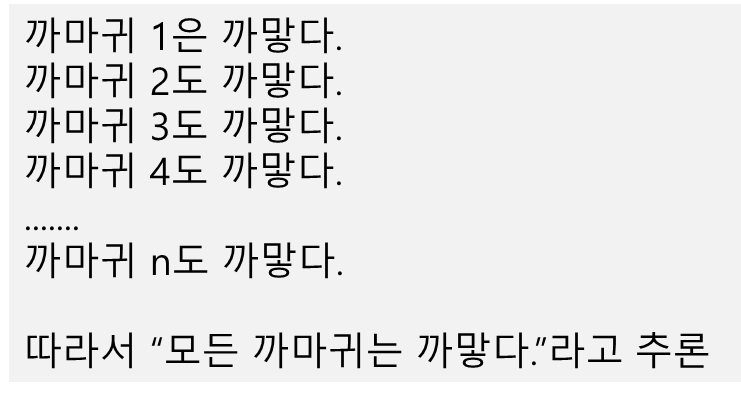 까마귀 1은 까맣다.
까마귀 2도 까맣다.
까마귀 3도 까맣다.
까마귀 4도 까맣다.
.......
까마귀 n도 까맣다.
따라서 “모든 까마귀는 까맣다.”라고 추론